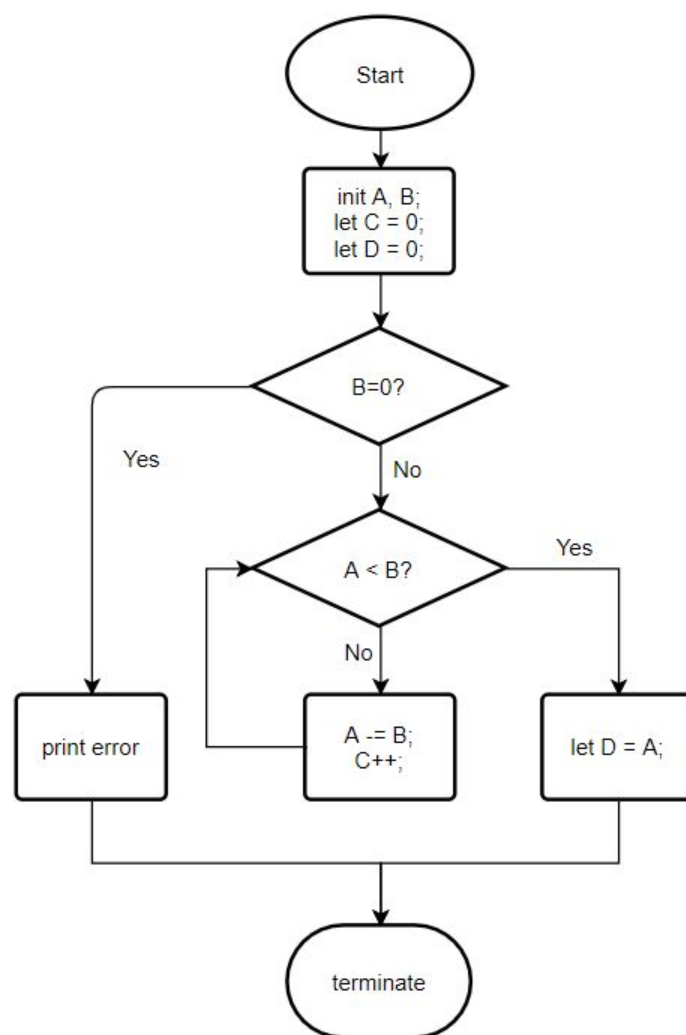 Start
init A, B;
let C = 0;
let D = 0;
B=0?
Yes
No
A < B?
Yes
No
print error
A -= B;
C++;
let D = A;
terminate